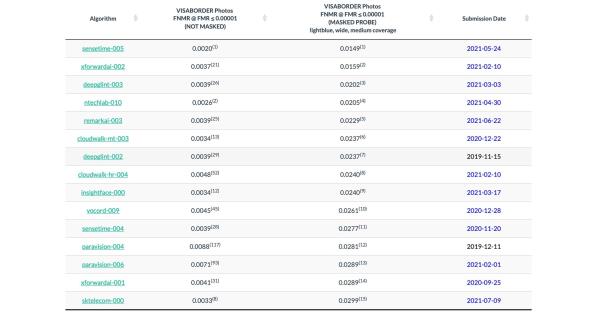 Algorithm
VISABORDER Photos
FNMR @ FMR ≤ 0.00001
(NOT MASKED)
VISABORDER Photos
FNMR @ FMR ≤ 0.00001
(MASKED PROBE)
lightblue, wide, medium coverage
Submission Date
sensetime-005 0.0020(1) 0.0149(1) 2021-05-24
xforwardai-002 0.0037(21) 0.0159(2) 2021-02-10
deepglint-003 0.0039(26) 0.0202(3) 2021-03-03
ntechlab-010 0.0026(2) 0.0205(4) 2021-04-30
remarkai-003 0.0039(25) 0.0229(5) 2021-06-22
cloudwalk-mt-003 0.0034(13) 0.0237(6) 2020-12-22
deepglint-002 0.0039(29) 0.0237(7) 2019-11-15
cloudwalk-hr-004 0.0048(52) 0.0240(8) 2021-02-10
insightface-000 0.0034(12) 0.0240(9) 2021-03-17
vocord-009 0.0045(45) 0.0261(10) 2020-12-28
sensetime-004 0.0039(28) 0.0277(11) 2020-11-20
paravision-004 0.0088(117) 0.0281(12) 2019-12-11
paravision-006 0.0071(93) 0.0289(13) 2021-02-01
xforwardai-001 0.0041(31) 0.0289(14) 2020-09-25
sktelecom-000 0.0033(8) 0.0299(15) 2021-07-09